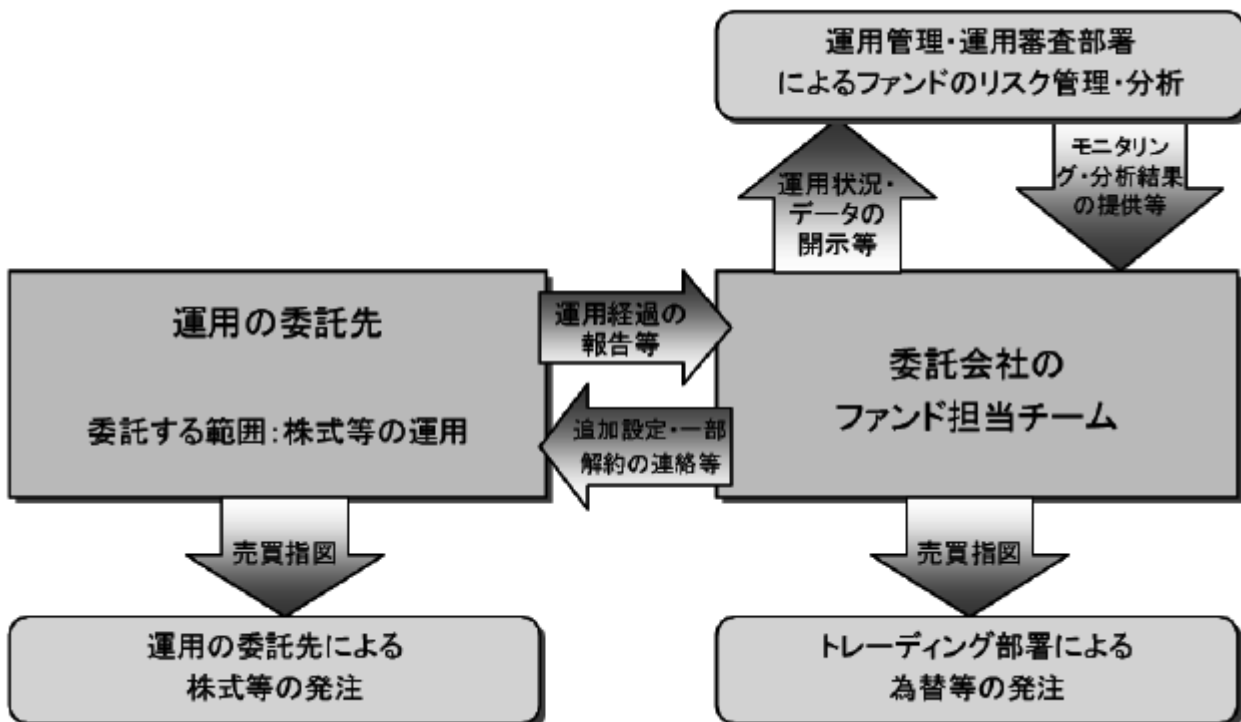 運用管理・運用審査部署
によるファンドのリスク管理・分析
運用状況・
データの
開示等
モニタリン
グ・分析結果
の提供等
運用の委託先
委託する範囲:株式等の運用
運用経過の
報告等
追加設定・一部
解約の連絡等
委託会社の
ファンド担当チーム
売買指図
売買指図
運用の委託先による
株式等の発注
トレーディング部署による
為替等の発注